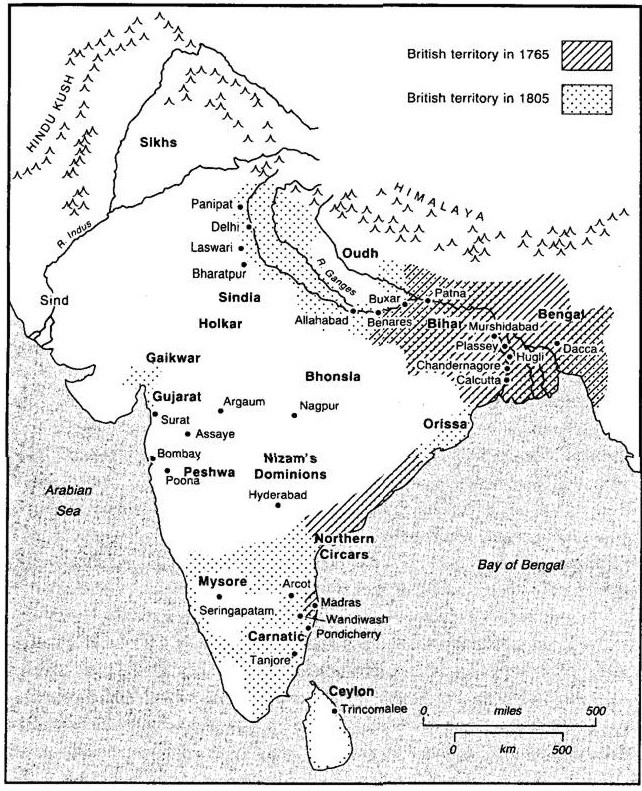 British territory in 1765
British territory in 1805
HINDU KUSH
Sikhs
R. Indus
HIMALAYA
Panipat
Delhi
Laswari
Bharatpur
Oudh
R. Ganges
Sind
Sindia
Holkar
Allahabad
Buxar
Benares
Patna
Bihar
Bengal
Murshidabad
Plassey
Hugli
Dacca
Chandernagore
Calcutta
Gaikwar
Bhonsla
Gujarat
Surat
Argaum
Nagpur
Assaye
Orissa
Bombay
Poona
Peshwa
Nizam's
Dominions
Hyderabad
Arabian
Sea
Northern
Circars
Bay of Bengal
Mysore
Arcot
Seringapatam
Madras
Wandiwash
Pondicherry
Carnatic
Tanjore
Ceylon
Trincomalee
0 miles 500
0 km 500